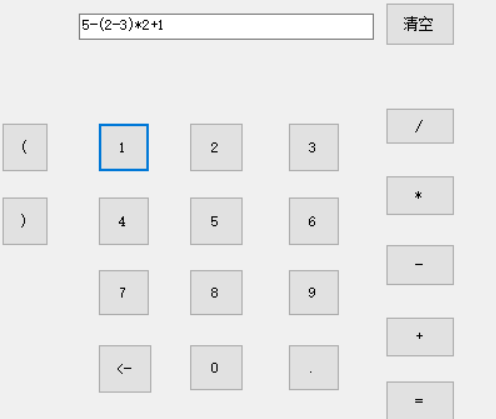 5-(2-3)*2+1 清空
/
( 1 2 3
*
) 4 5 6
-
7 8 9
+
<- 0 .
=